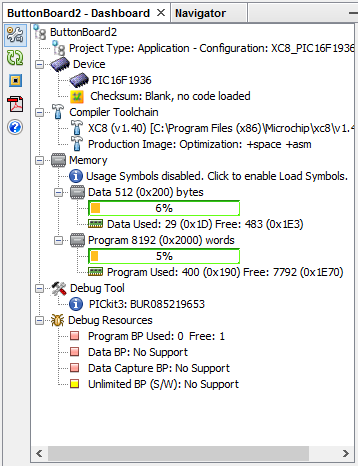 ButtonBoard2 - Dashboard Navigator
ButtonBoard2
Project Type: Application - Configuration: XC8_PIC16F1936
Device
PIC16F1936
Checksum: Blank, no code loaded
Compiler Toolchain
XC8 (v1.40) [C:\Program Files (x86)\Microchip\xc8\v1.4
Production Image: Optimization: +space +asm
Memory
Usage Symbols disabled. Click to enable Load Symbols.
Data 512 (0x200) bytes
6%
Data Used: 29 (0x1D) Free: 483 (0x1E3)
Program 8192 (0x2000) words
5%
Program Used: 400 (0x190) Free: 7792 (0x1E70)
Debug Tool
PICkit3: BUR085219653
Debug Resources
Program BP Used: 0 Free: 1
Data BP: No Support
Data Capture BP: No Support
Unlimited BP (S/W): No Support